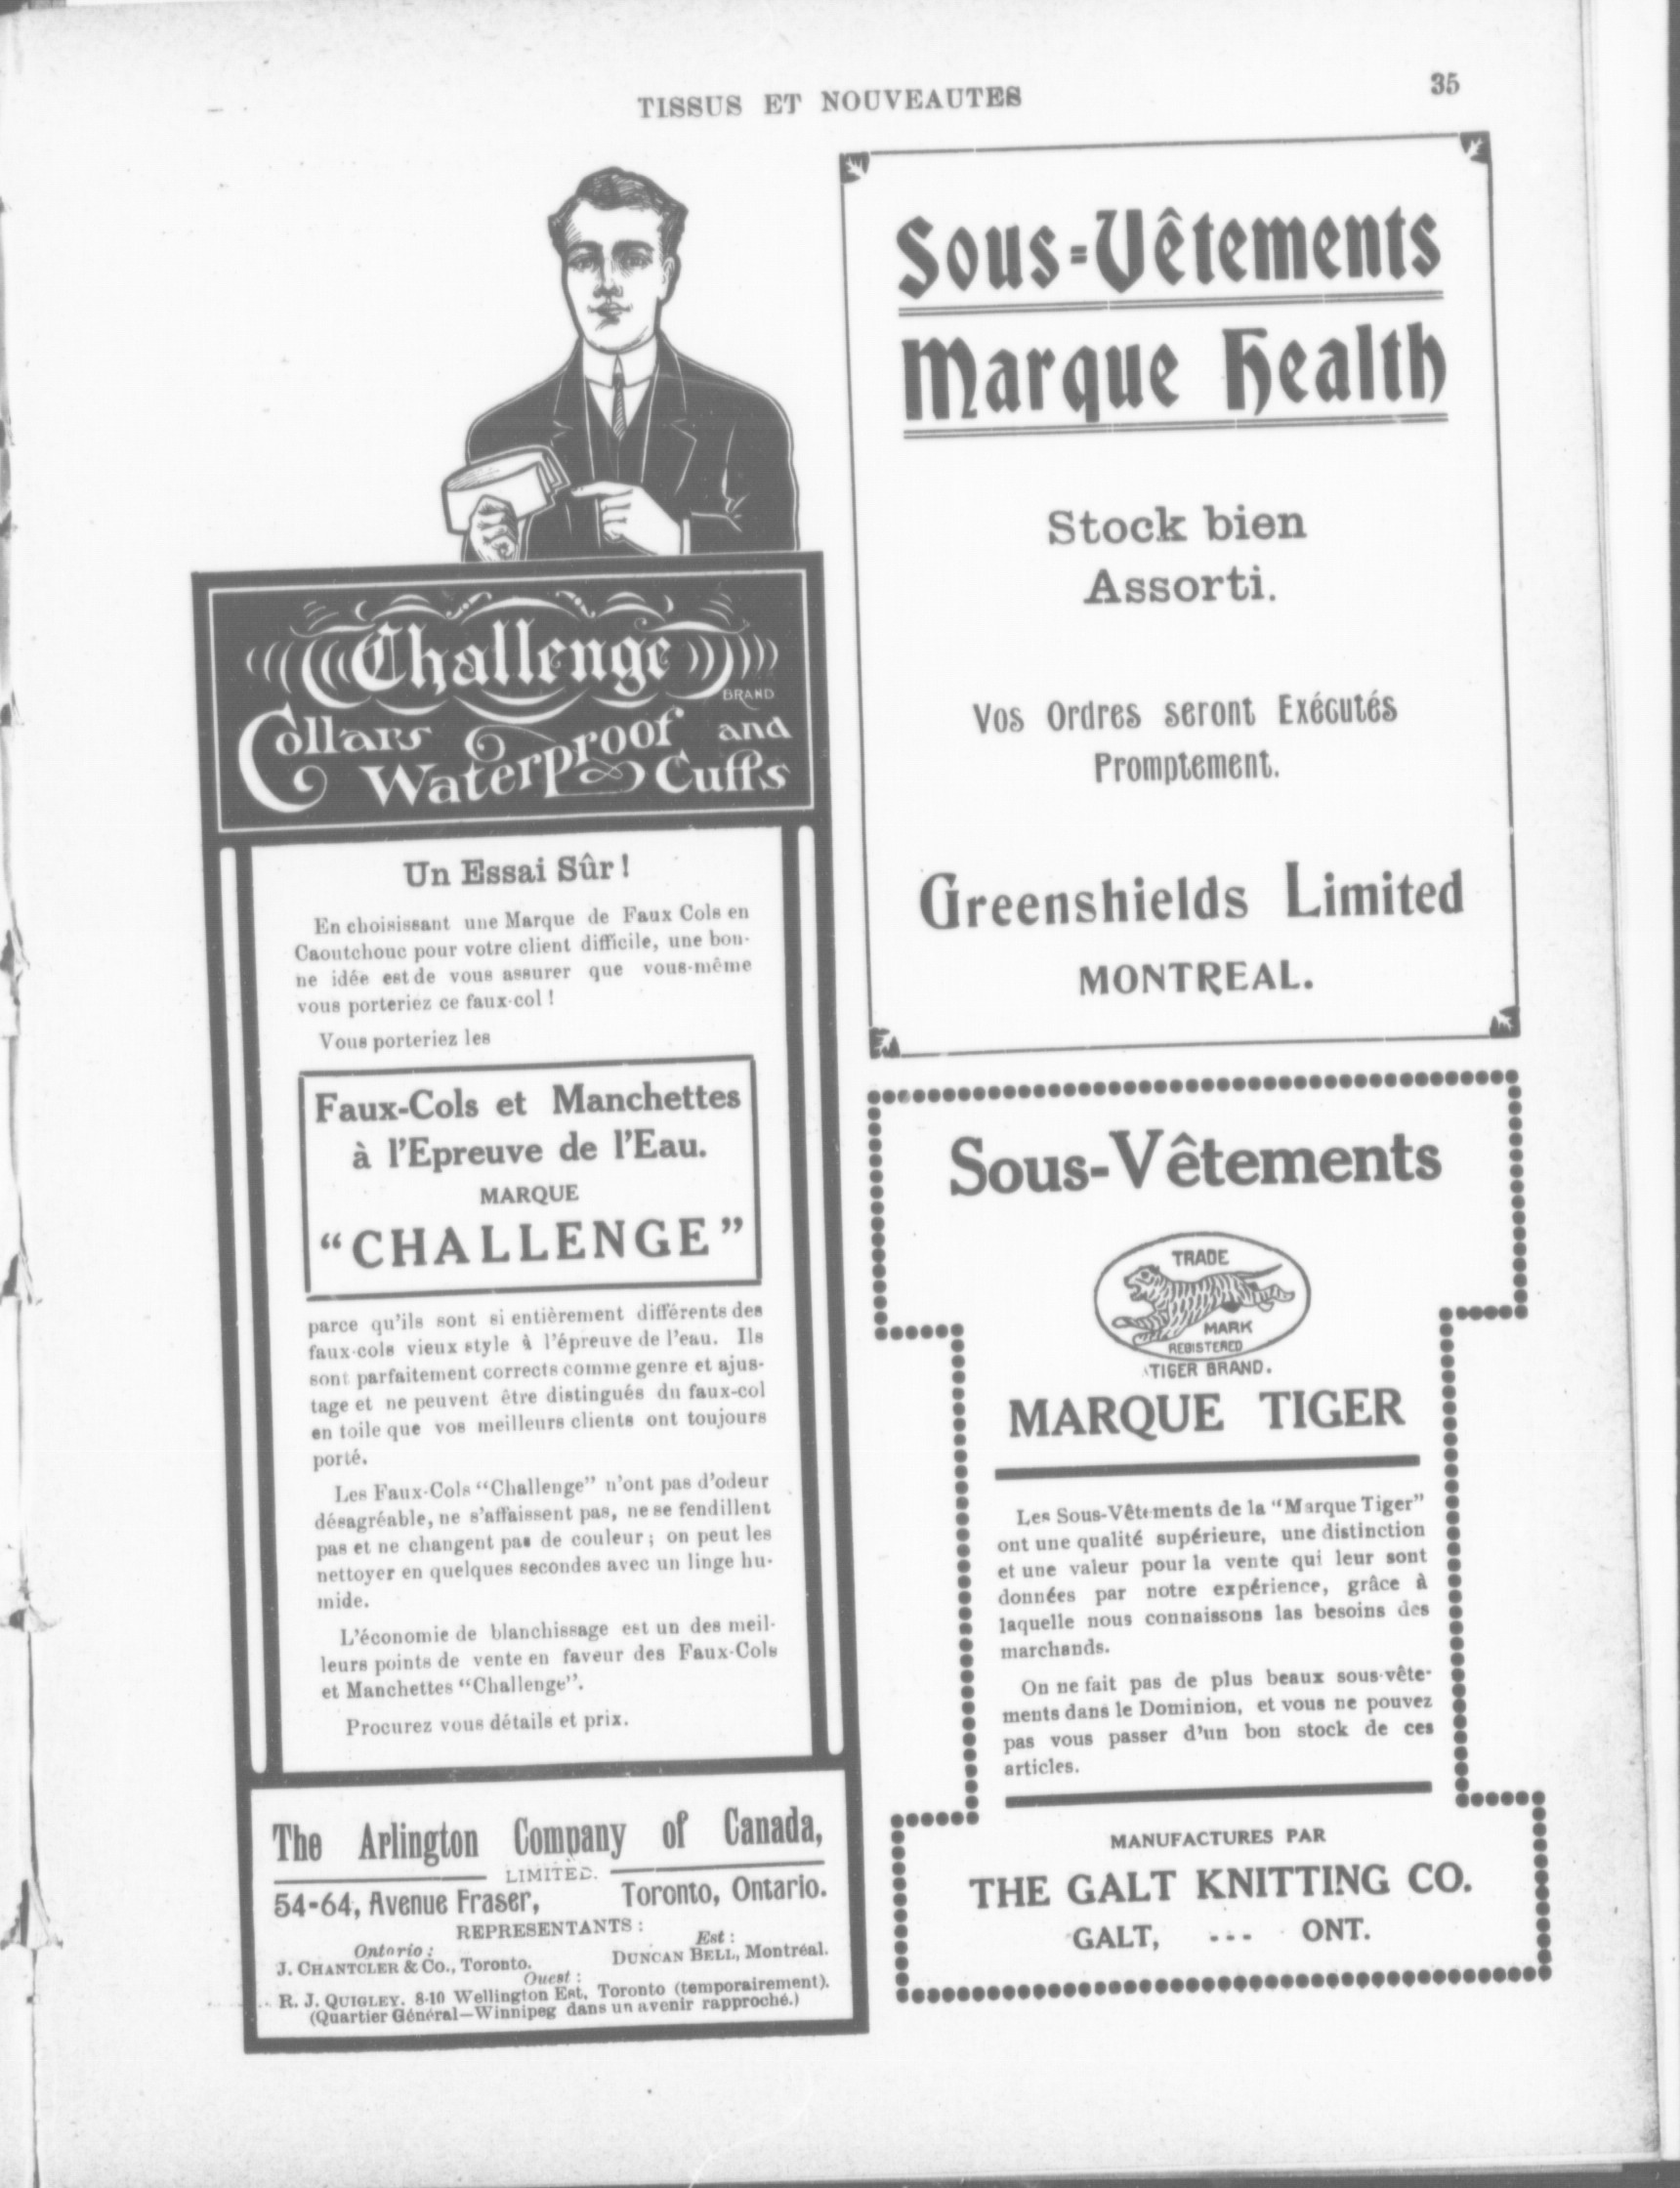 TISSUS ET NOUVEAUTES
35
Challenge
BRAND
Collars and
Waterproof Cuffs
Un Essai Sûr !
En choisissant une Marque de Faux Cols en
Caoutchouc pour votre client difficile, une bon-
ne idée est de vous assurer que vous-même
vous porteriez ce faux-col !
Vous porteriez les
Faux-Cols et Manchettes
à l'Epreuve de l'Eau.
MARQUE
“CHALLENGE”
parce qu'ils sont si entièrement différents des
faux-cols vieux style à l'épreuve de l'eau. Ils
sont parfaitement corrects comme genre et ajus-
tage et ne peuvent être distingués du faux-col
en toile que vos meilleurs clients ont toujours
porté.
Les Faux-Cols “Challenge” n'ont pas d'odeur
désagréable, ne s'affaissent pas, ne se fendillent
pas et ne changent pas de couleur ; on peut les
nettoyer en quelques secondes avec un linge hu-
mide.
L'économie de blanchissage est un des meil-
leurs points de vente en faveur des Faux-Cols
et Manchettes “Challenge”.
Procurez vous détails et prix.
The Arlington Company of Canada,
LIMITED.
54-64, Avenue Fraser, Toronto, Ontario.
REPRESENTANTS :
Ontario : Est :
J. CHANTCLER & Co., Toronto. DUNCAN BELL, Montréal.
Ouest :
R. J. QUIGLEY. 8-10 Wellington Est, Toronto (temporairement).
(Quartier Général—Winnipeg dans un avenir rapproché.)
Sous-Vêtements
Marque Health
Stock bien
Assorti.
Vos Ordres seront Exécutés
Promptement.
Greenshields Limited
MONTREAL.
Sous-Vêtements
TRADE
MARK
REGISTERED
TIGER BRAND.
MARQUE TIGER
Les Sous-Vêtements de la “Marque Tiger”
ont une qualité supérieure, une distinction
et une valeur pour la vente qui leur sont
données par notre expérience, grâce à
laquelle nous connaissons las besoins des
marchands.
On ne fait pas de plus beaux sous-vête-
ments dans le Dominion, et vous ne pouvez
pas vous passer d'un bon stock de ces
articles.
MANUFACTURES PAR
THE GALT KNITTING CO.
GALT, --- ONT.